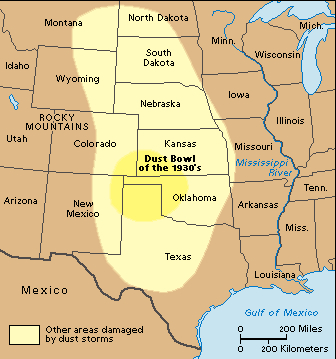 Montana
North Dakota
Minn.
Mich.
Idaho
South
Dakota
Wisconsin
Wyoming
Iowa
Nebraska
ROCKY
MOUNTAINS
Illinois
Utah
Colorado
Kansas
Missouri
Dust Bowl
of the 1930's
Mississippi
River
Tenn.
Arizona
New
Mexico
Oklahoma
Arkansas
Miss.
Texas
Louisiana
Mexico
Gulf of Mexico
Other areas damaged
by dust storms
0 200 Miles
0 200 Kilometers